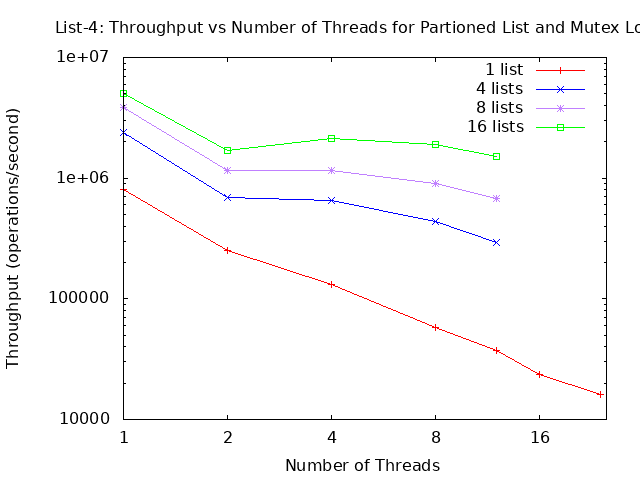 List-4: Throughput vs Number of Threads for Partioned List and Mutex Lo
1e+07
1 list
4 lists
8 lists
16 lists
1e+06
100000
10000
Throughput (operations/second)
1 2 4 8 16
Number of Threads